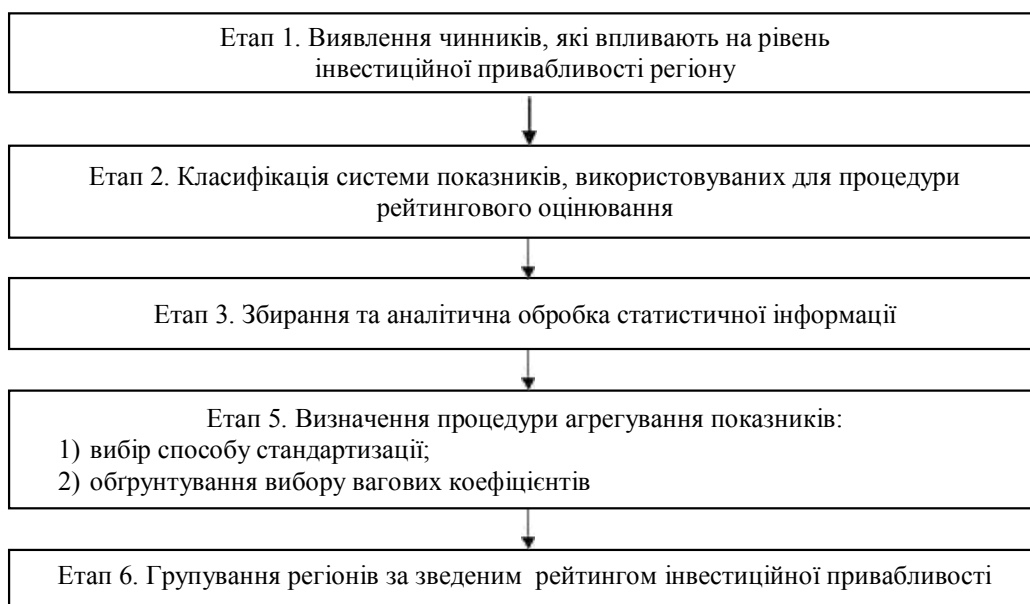 Етап 1. Виявлення чинників, які впливають на рівень
інвестиційної привабливості регіону
Етап 2. Класифікація системи показників, використовуваних для процедури
рейтингового оцінювання
Етап 3. Збирання та аналітична обробка статистичної інформації
Етап 5. Визначення процедури агрегування показників:
1) вибір способу стандартизації;
2) обґрунтування вибору вагових коефіцієнтів
Етап 6. Групування регіонів за зведеним рейтингом інвестиційної привабливості